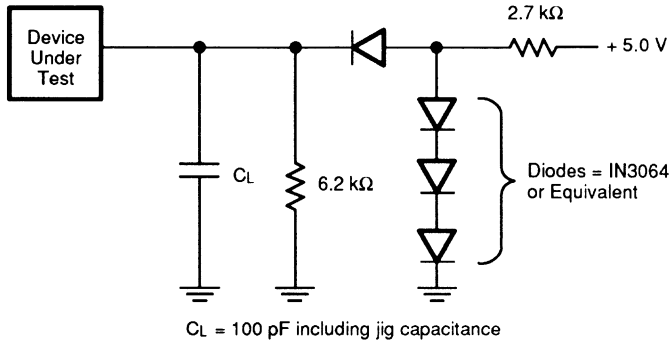 Device
Under
Test
2.7 kΩ
+ 5.0 V
CL
6.2 kΩ
Diodes = IN3064
or Equivalent
CL = 100 pF including jig capacitance